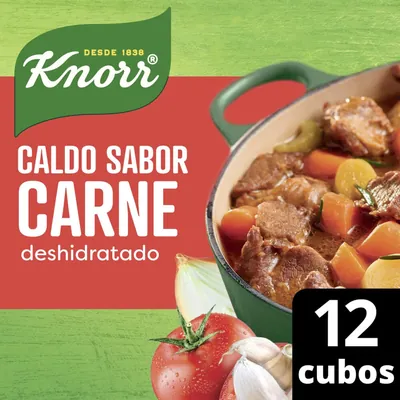 DESDE 1838
Knorr®
CALDO SABOR
CARNE
deshidratado
12
cubos